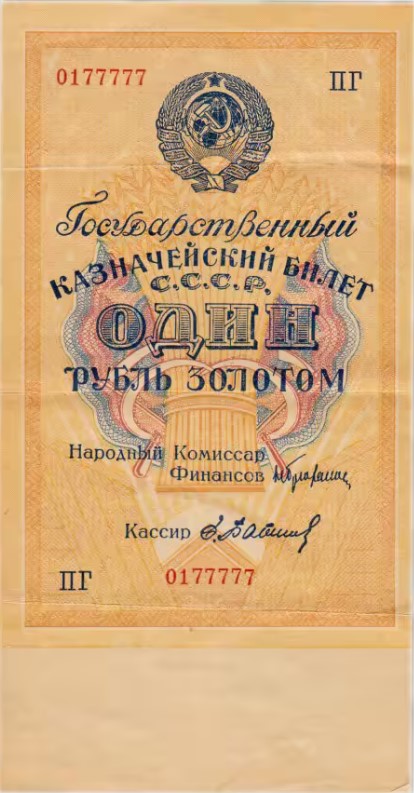 0177777 ПГ
Государственный
КАЗНАЧЕЙСКИЙ БИЛЕТ
С.С.С.Р.
ОДИН
РУБЛЬ ЗОЛОТОМ
Народный Комиссар
Финансов
Кассир
ПГ 0177777